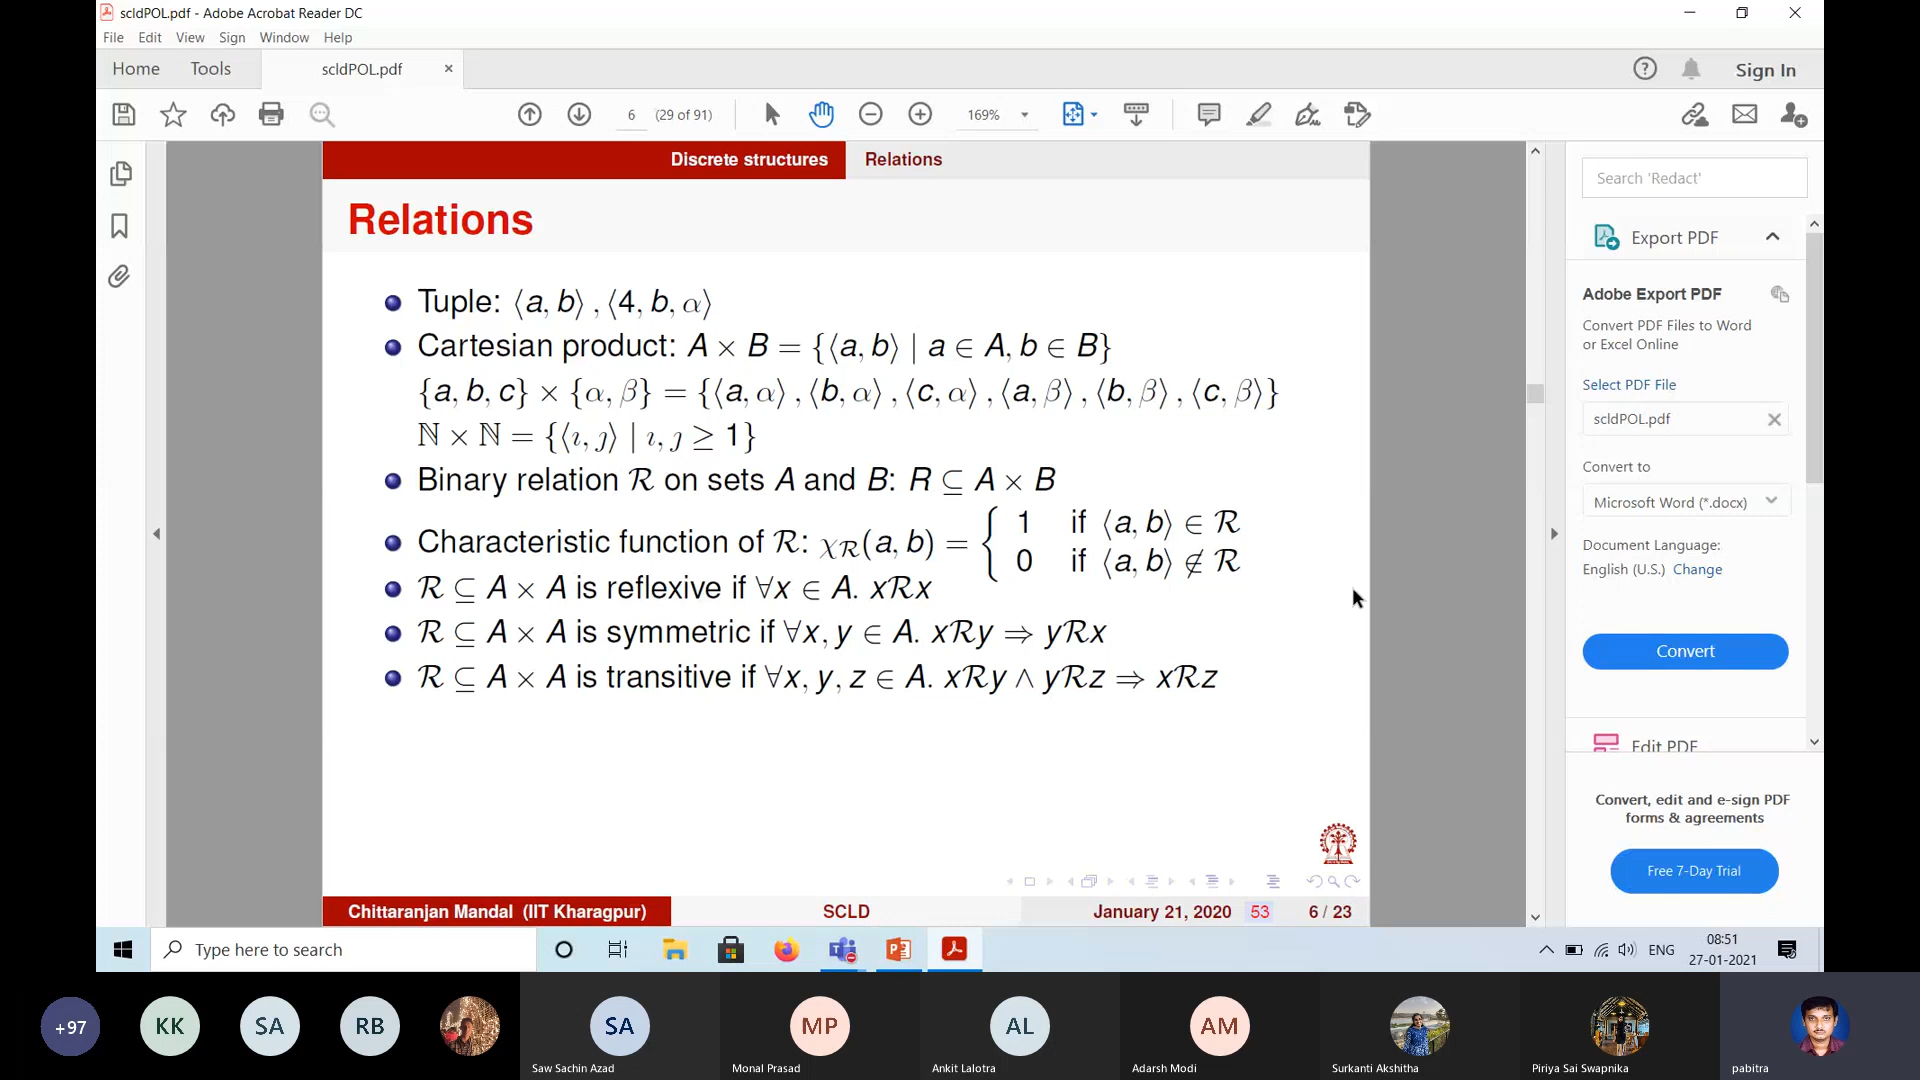 scldPOL.pdf - Adobe Acrobat Reader DC
File Edit View Sign Window Help
Home Tools scldPOL.pdf × Sign In
6 (29 of 91) 169%
Discrete structures Relations
Relations
Tuple: ⟨a, b⟩ , ⟨4, b, α⟩
Cartesian product: A × B = {⟨a, b⟩ | a ∈ A, b ∈ B}
{a, b, c} × {α, β} = {⟨a, α⟩ , ⟨b, α⟩ , ⟨c, α⟩ , ⟨a, β⟩ , ⟨b, β⟩ , ⟨c, β⟩}
ℕ × ℕ = {⟨ı, ȷ⟩ | ı, ȷ ≥ 1}
Binary relation ℛ on sets A and B: R ⊆ A × B
Characteristic function of ℛ: χℛ(a, b) = { 1 if ⟨a, b⟩ ∈ ℛ
0 if ⟨a, b⟩ ∉ ℛ
ℛ ⊆ A × A is reflexive if ∀x ∈ A. xℛx
ℛ ⊆ A × A is symmetric if ∀x, y ∈ A. xℛy ⇒ yℛx
ℛ ⊆ A × A is transitive if ∀x, y, z ∈ A. xℛy ∧ yℛz ⇒ xℛz
Chittaranjan Mandal (IIT Kharagpur) SCLD January 21, 2020 53 6 / 23
Search 'Redact'
Export PDF
Adobe Export PDF
Convert PDF Files to Word
or Excel Online
Select PDF File
scldPOL.pdf
Convert to
Microsoft Word (*.docx)
Document Language:
English (U.S.) Change
Convert
Edit PDF
Convert, edit and e-sign PDF
forms & agreements
Free 7-Day Trial
Type here to search
ENG
08:51
27-01-2021
+97 KK SA RB SA MP AL AM
Saw Sachin Azad Monal Prasad Ankit Lalotra Adarsh Modi Surkanti Akshitha Piriya Sai Swapnika pabitra